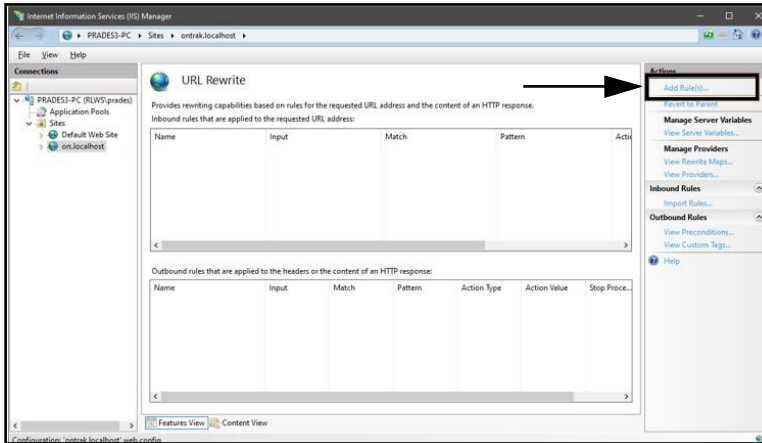 Internet Information Services (IIS) Manager
PRADES3-PC Sites ontrak.localhost
File View Help
Connections
PRADES3-PC (RLWS\prades)
Application Pools
Sites
Default Web Site
on:localhost
URL Rewrite
Provides rewriting capabilities based on rules for the requested URL address and the content of an HTTP response.
Inbound rules that are applied to the requested URL address:
Name Input Match Pattern Actio
Outbound rules that are applied to the headers or the content of an HTTP response:
Name Input Match Pattern Action Type Action Value Stop Proce...
Features View Content View
Configuration: 'ontrak.localhost' web.config
Actions
Add Rule(s)...
Revert to Parent
Manage Server Variables
View Server Variables...
Manage Providers
View Rewrite Maps...
View Providers...
Inbound Rules
Import Rules...
Outbound Rules
View Preconditions...
View Custom Tags...
Help